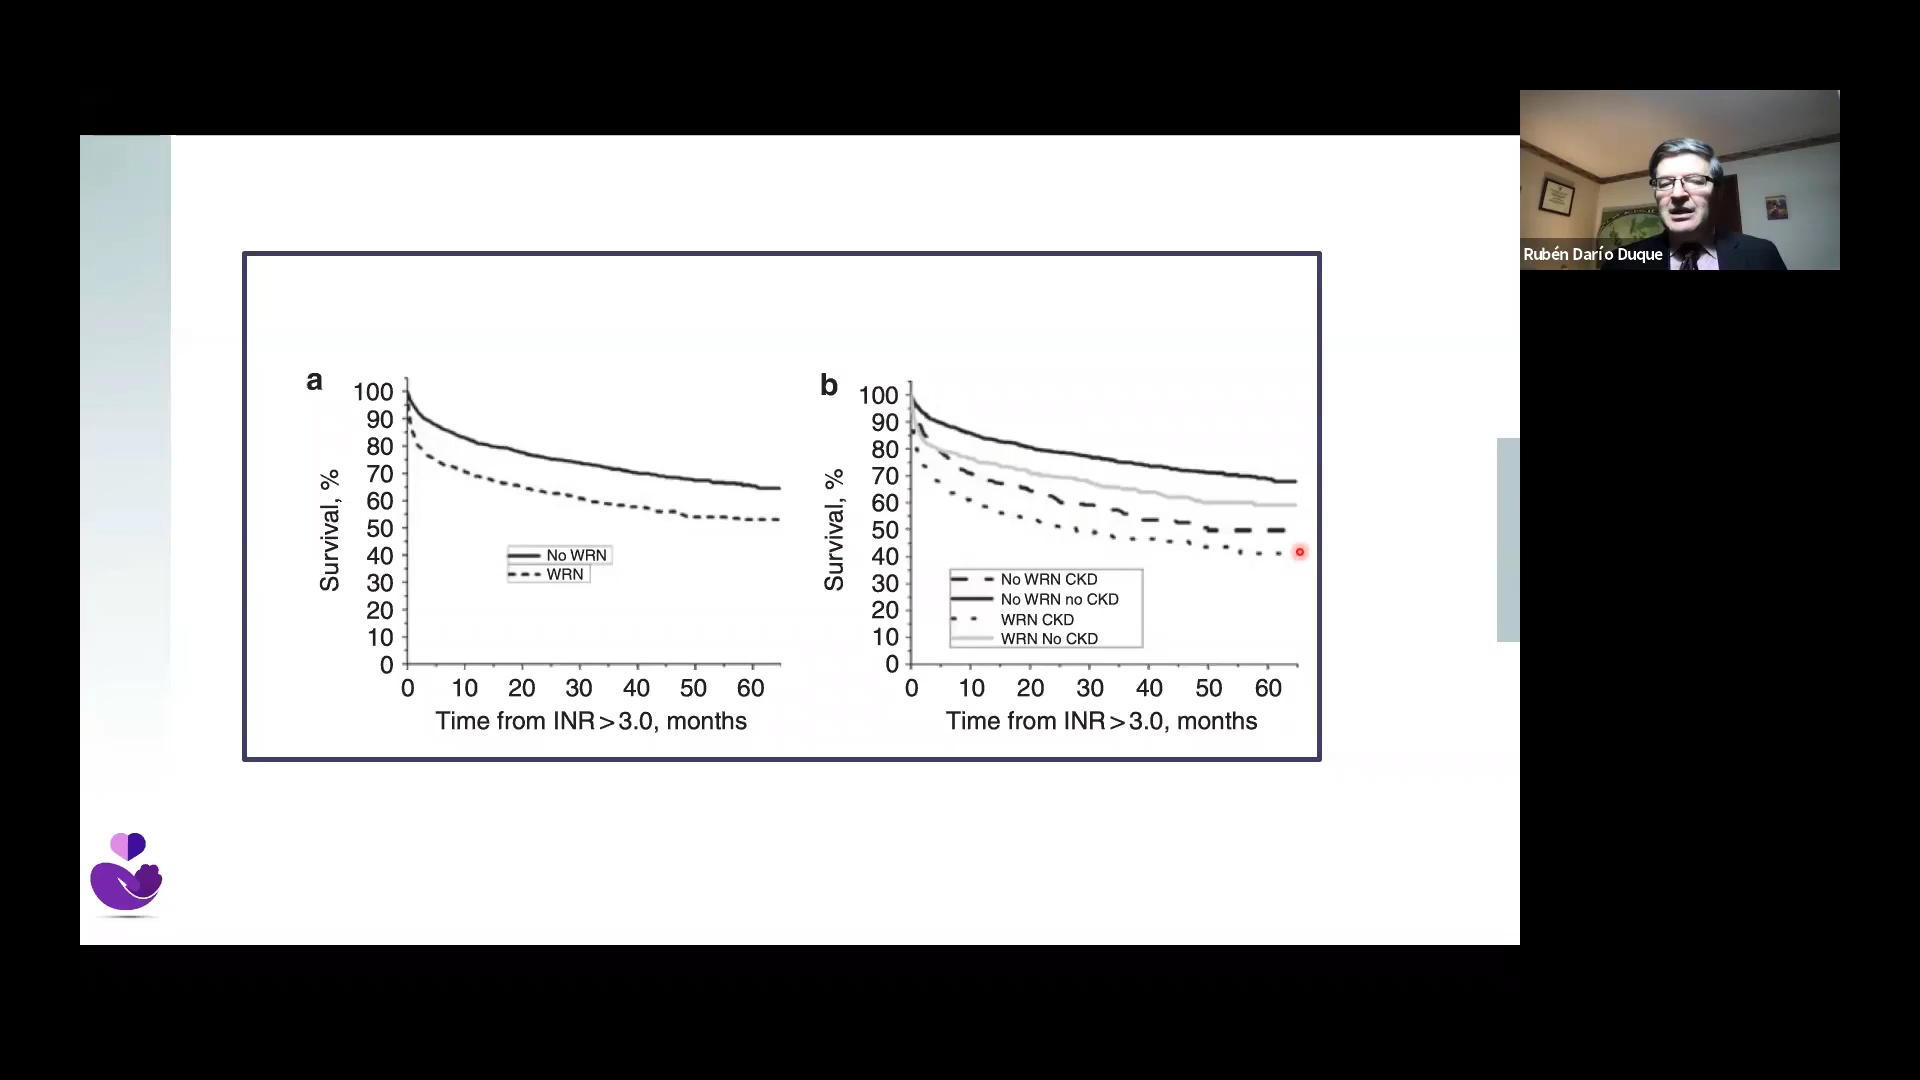 Rubén Darío Duque
a
100
90
80
70
60
50
40
30
20
10
0
Survival, %
No WRN
WRN
0 10 20 30 40 50 60
Time from INR > 3.0, months
b
100
90
80
70
60
50
40
30
20
10
0
Survival, %
No WRN CKD
No WRN no CKD
WRN CKD
WRN No CKD
0 10 20 30 40 50 60
Time from INR > 3.0, months